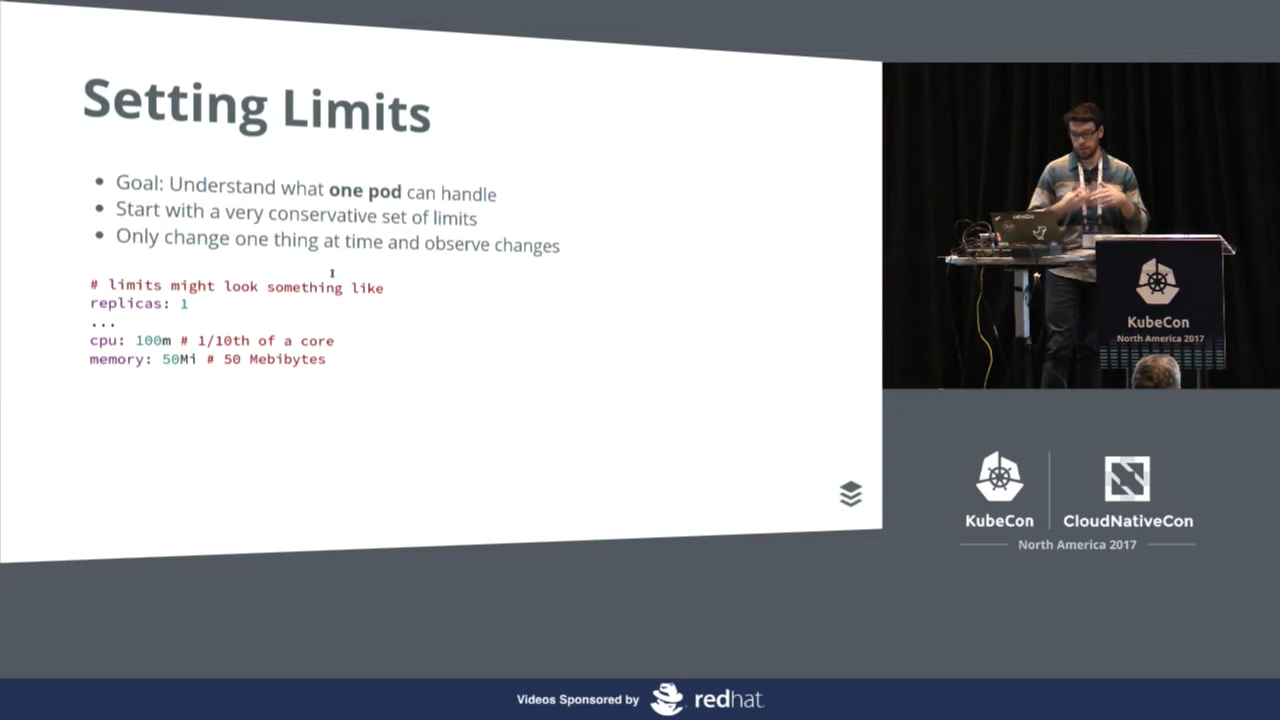 Setting Limits
Goal: Understand what one pod can handle
Start with a very conservative set of limits
Only change one thing at time and observe changes
# limits might look something like
replicas: 1
...
cpu: 100m # 1/10th of a core
memory: 50Mi # 50 Mebibytes
KubeCon
North America 2017
KubeCon
CloudNativeCon
North America 2017
Videos Sponsored by
redhat